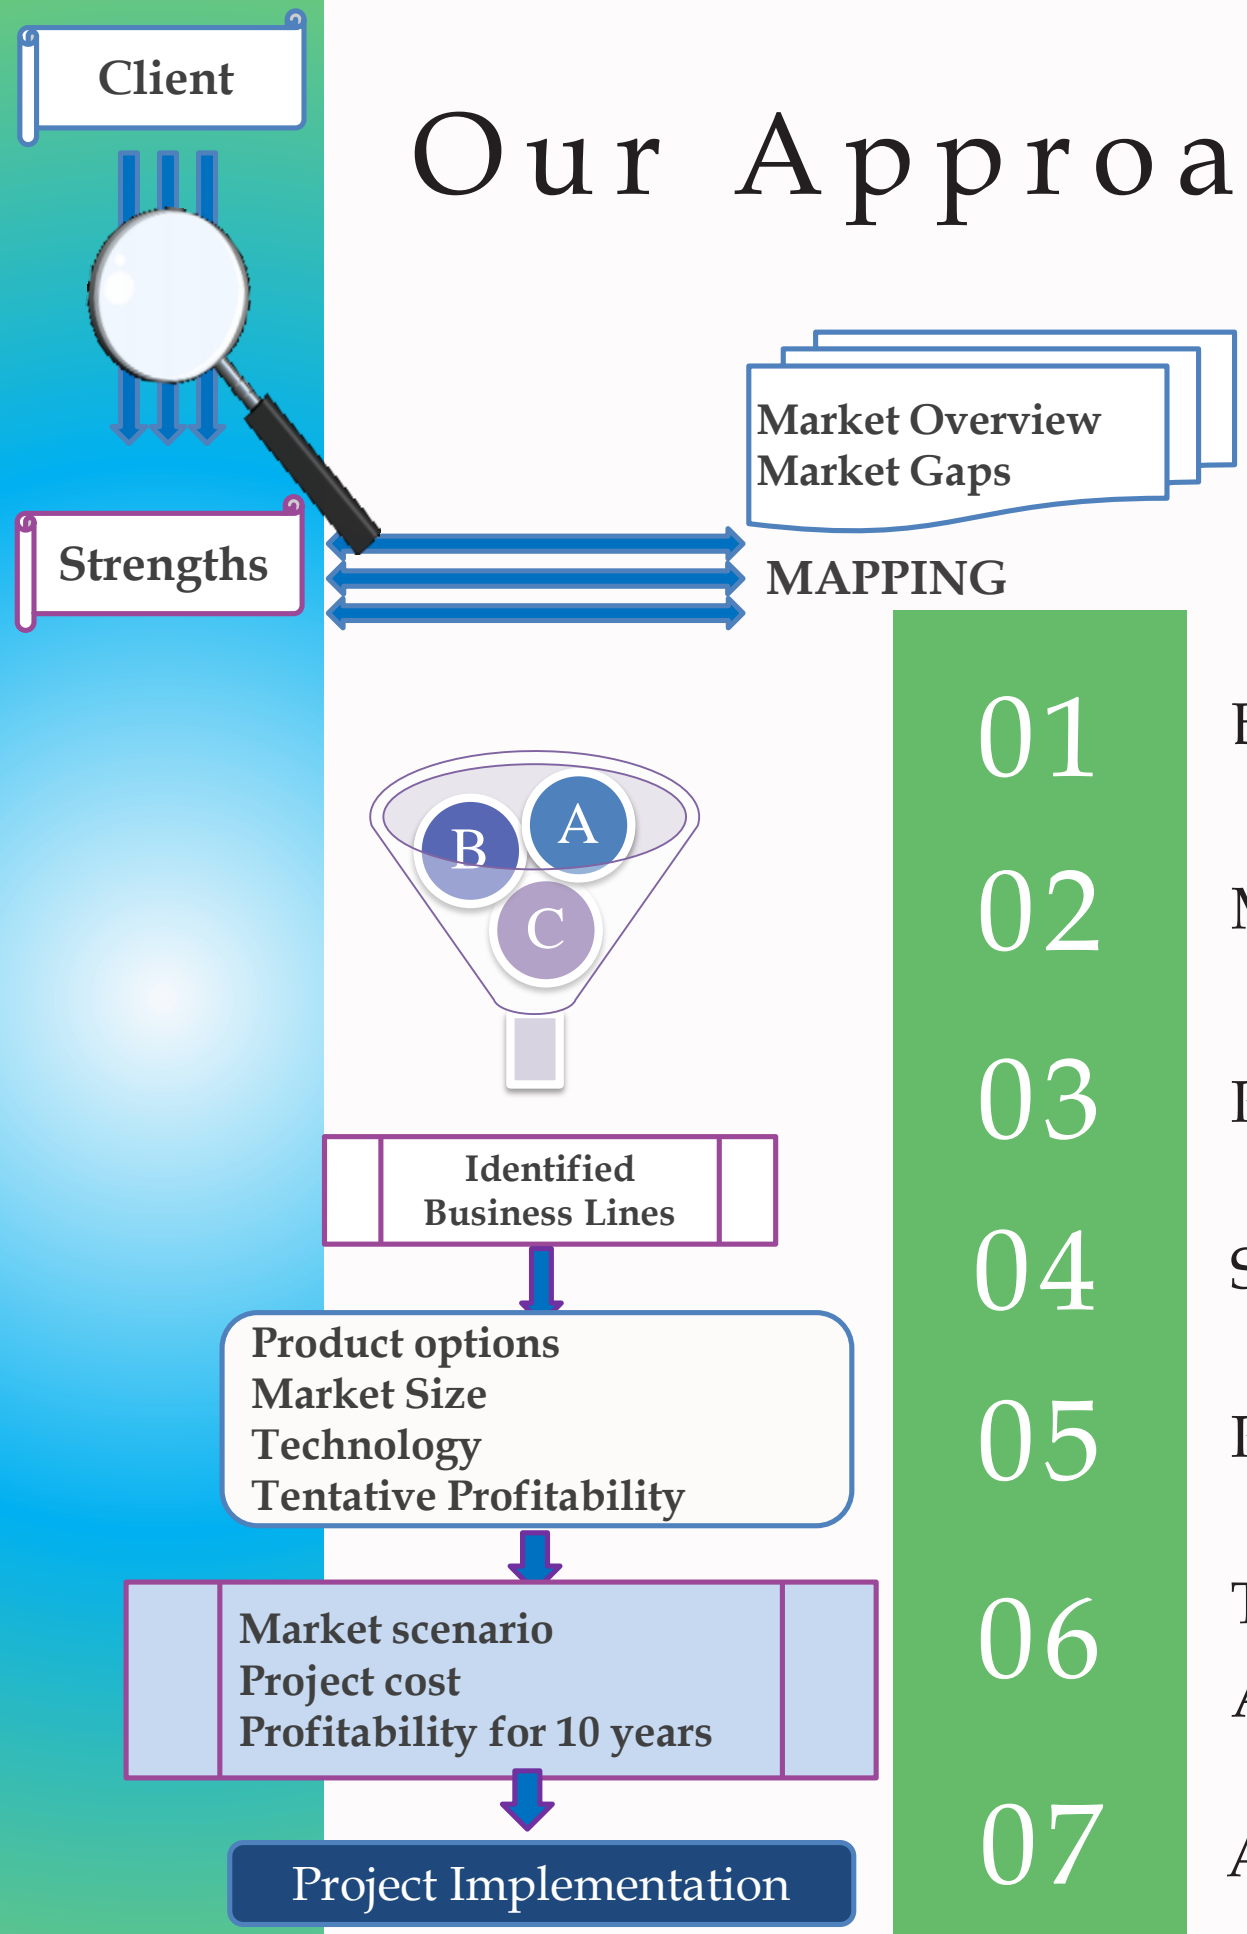 Client
Our Approa
Market Overview
Market Gaps
Strengths
MAPPING
B
A
C
Identified
Business Lines
Product options
Market Size
Technology
Tentative Profitability
Market scenario
Project cost
Profitability for 10 years
Project Implementation
01
02
03
04
05
06
07